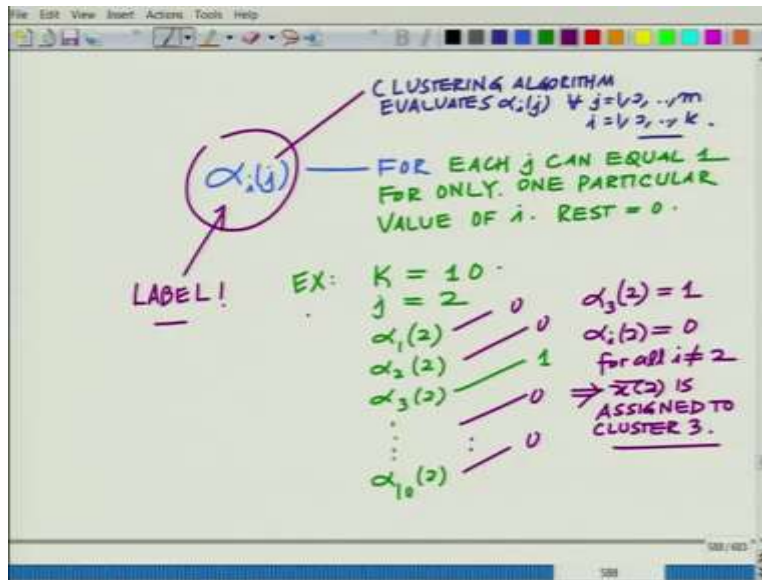 File Edit View Insert Actions Tools Help
CLUSTERING ALGORITHM
EVALUATES αᵢ(j) ∀ j=1,2,..,m
i=1,2,..,k.
αᵢ(j)
FOR EACH j CAN EQUAL 1
FOR ONLY. ONE PARTICULAR
VALUE OF i. REST = 0.
LABEL!
EX: K = 10.
j = 2
α₁(2) 0
α₂(2) 0
α₃(2) 1
⋮ 0
⋮ ⋮
α₁₀(2) 0
α₃(2) = 1
αᵢ(2) = 0
for all i ≠ 2
⇒ x̄(2) IS
ASSIGNED TO
CLUSTER 3.
588